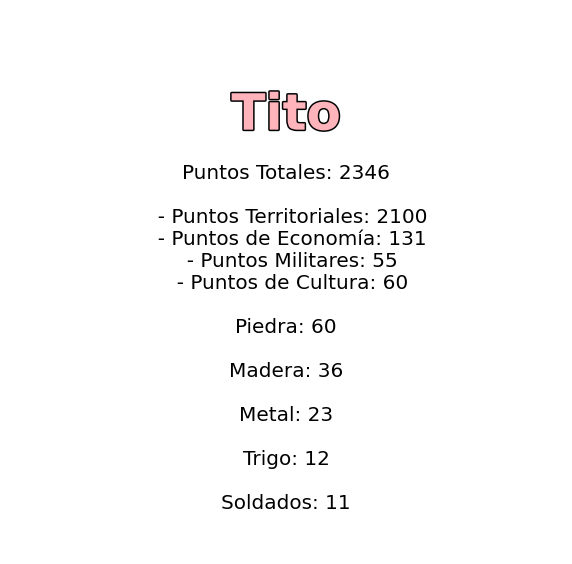 Tito
Puntos Totales: 2346
- Puntos Territoriales: 2100
- Puntos de Economía: 131
- Puntos Militares: 55
- Puntos de Cultura: 60
Piedra: 60
Madera: 36
Metal: 23
Trigo: 12
Soldados: 11